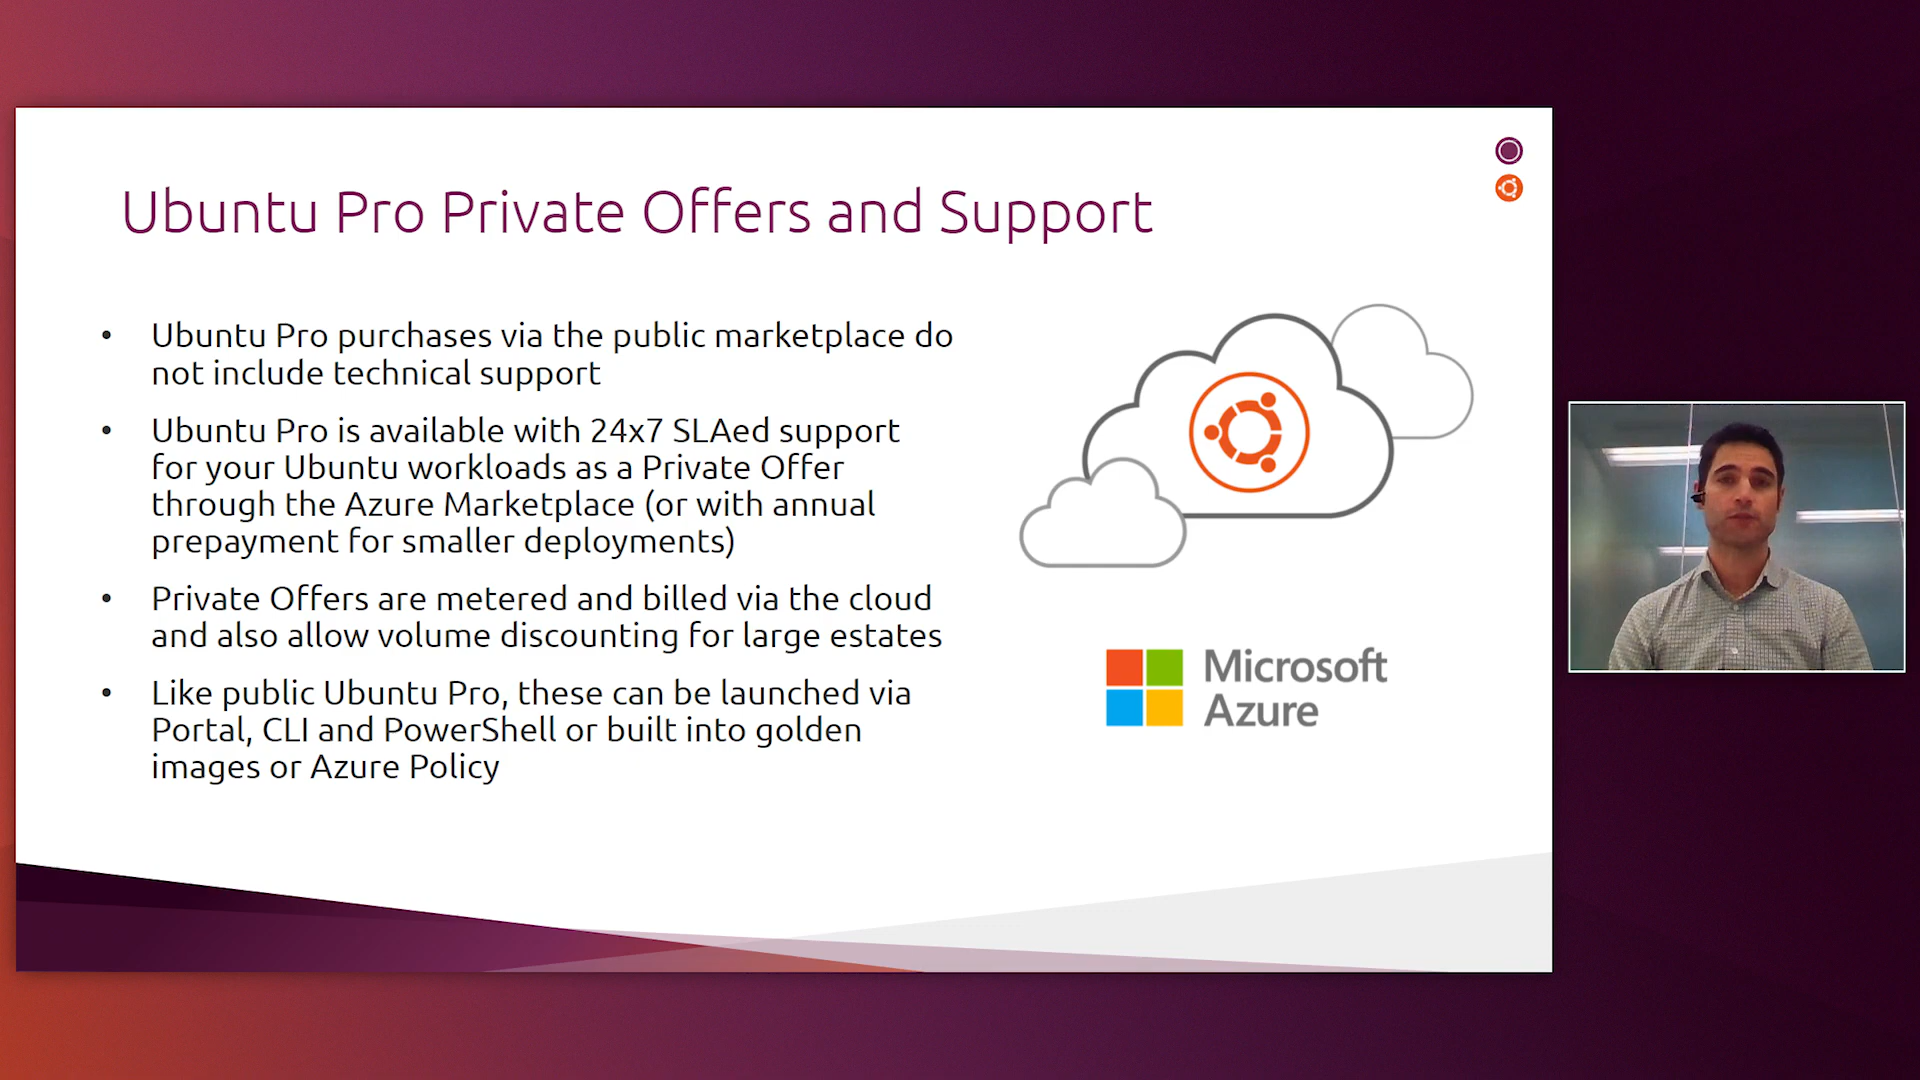 Ubuntu Pro Private Offers and Support
• Ubuntu Pro purchases via the public marketplace do
not include technical support
• Ubuntu Pro is available with 24x7 SLAed support
for your Ubuntu workloads as a Private Offer
through the Azure Marketplace (or with annual
prepayment for smaller deployments)
• Private Offers are metered and billed via the cloud
and also allow volume discounting for large estates
• Like public Ubuntu Pro, these can be launched via
Portal, CLI and PowerShell or built into golden
images or Azure Policy
Microsoft
Azure